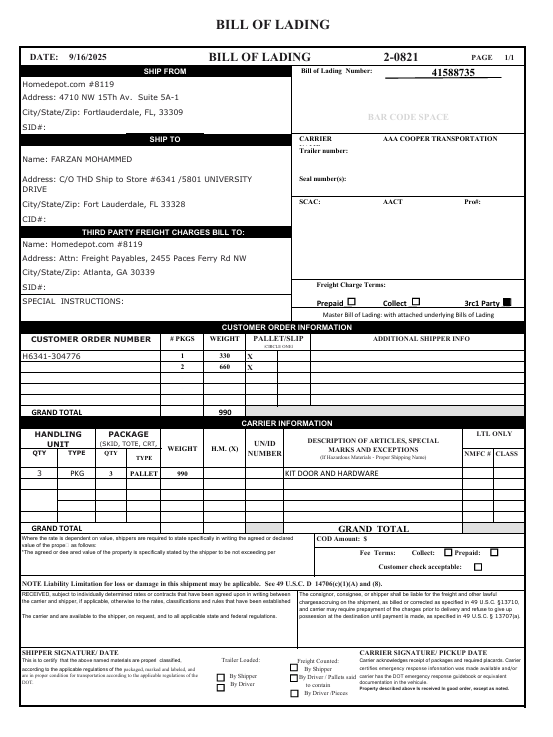 BILL OF LADING
DATE: 9/16/2025 BILL OF LADING 2-0821 PAGE 1/1
SHIP FROM
Bill of Lading Number: 41588735
Homedepot.com #8119
Address: 4710 NW 15Th Av. Suite 5A-1
City/State/Zip: Fortlauderdale, FL, 33309
SID#:
BAR CODE SPACE
SHIP TO
CARRIER AAA COOPER TRANSPORTATION
Trailer number:
Name: FARZAN MOHAMMED
Address: C/O THD Ship to Store #6341 /5801 UNIVERSITY
DRIVE
Seal number(s):
City/State/Zip: Fort Lauderdale, FL 33328
CID#:
SCAC: AACT Pro#:
THIRD PARTY FREIGHT CHARGES BILL TO:
Name: Homedepot.com #8119
Address: Attn: Freight Payables, 2455 Paces Ferry Rd NW
City/State/Zip: Atlanta, GA 30339
SID#:
Freight Charge Terms:
SPECIAL INSTRUCTIONS:
Prepaid Collect 3rc1 Party
Master Bill of Lading: with attached underlying Bills of Lading
CUSTOMER ORDER INFORMATION
CUSTOMER ORDER NUMBER # PKGS WEIGHT PALLET/SLIP ADDITIONAL SHIPPER INFO
(CIRCLE ONE)
H6341-304776 1 330 X
2 660 X
GRAND TOTAL 990
CARRIER INFORMATION
HANDLING UNIT PACKAGE (SKID, TOTE, CRT, WEIGHT H.M. (X) UN/ID NUMBER DESCRIPTION OF ARTICLES, SPECIAL MARKS AND EXCEPTIONS LTL ONLY
(If Hazardous Materials – Proper Shipping Name)
QTY TYPE QTY TYPE NMFC # CLASS
3 PKG 3 PALLET 990 KIT DOOR AND HARDWARE
GRAND TOTAL GRAND TOTAL
Where the rate is dependent on value, shippers are required to state specifically in writing the agreed or declared
value of the prope as follows:
"The agreed or dee ared value of the property is specifically stated by the shipper to be not exceeding per
COD Amount: $
Fee Terms: Collect: Prepaid:
Customer check acceptable:
NOTE Liability Limitation for loss or damage in this shipment may be aplicable. See 49 U.S.C. D 14706(c)(1)(A) and (8).
RECEIVED, subject to individually determined rates or contracts that have been agreed upon in writing between
the carrier and shipper, if applicable, otherwise to the rates, classifications and rules that have been established
The carrier and are available to the shipper, on request, and to all applicable state and federal regulations.
The consignor, consignee, or shipper shall be liable for the freight and other lawful
chargesaccruing on the shipment, as billed or corrected as specified in 49 U.S.C. §13710,
and carrier may require prepayment of the charges prior to delivery and refuse to give up
possession at the destination until payment is made, as specified in 49 U.S.C. § 13707(a).
SHIPPER SIGNATURE/ DATE
This is to certify that the above named materials are properl classified,
according to the applicable regulations of the packaged, marked and labeled, and
are in proper condition for transportation according to the applicable regulations of the
DOT.
Trailer Loaded:
By Shipper
By Driver
Freight Counted:
By Shipper
By Driver / Pallets said
to contain
By Driver /Pieces
CARRIER SIGNATURE/ PICKUP DATE
Carrier acknowledges receipt of packages and required placards. Carrier
certifies emergency response information was made available and/or
carrier has the DOT emergency response guidebook or equivalent
documentation in the vehicle.
Property described above is received in good order, except as noted.